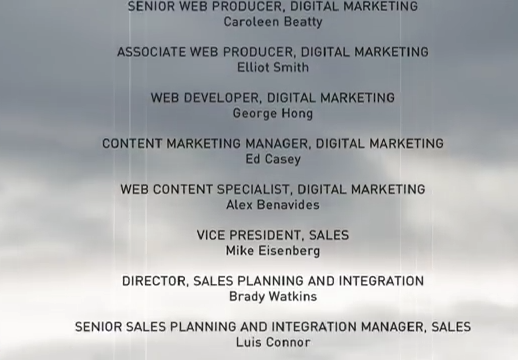 SENIOR WEB PRODUCER, DIGITAL MARKETING
Caroleen Beatty
ASSOCIATE WEB PRODUCER, DIGITAL MARKETING
Elliot Smith
WEB DEVELOPER, DIGITAL MARKETING
George Hong
CONTENT MARKETING MANAGER, DIGITAL MARKETING
Ed Casey
WEB CONTENT SPECIALIST, DIGITAL MARKETING
Alex Benavides
VICE PRESIDENT, SALES
Mike Eisenberg
DIRECTOR, SALES PLANNING AND INTEGRATION
Brady Watkins
SENIOR SALES PLANNING AND INTEGRATION MANAGER, SALES
Luis Connor